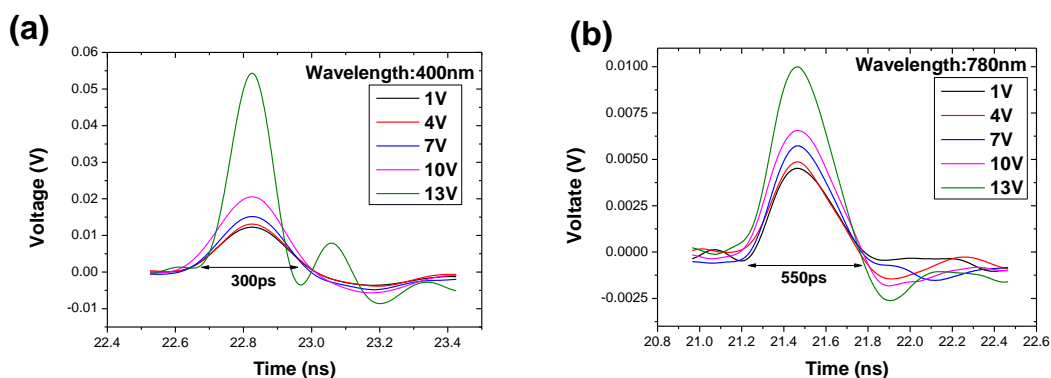 (a)
Wavelength:400nm
1V
4V
7V
10V
13V
300ps
0.06
0.05
0.04
0.03
0.02
0.01
0.00
-0.01
Voltage (V)
22.4 22.6 22.8 23.0 23.2 23.4
Time (ns)
(b)
Wavelength:780nm
1V
4V
7V
10V
13V
550ps
0.0100
0.0075
0.0050
0.0025
0.0000
-0.0025
Voltate (V)
20.8 21.0 21.2 21.4 21.6 21.8 22.0 22.2 22.4 22.6
Time (ns)